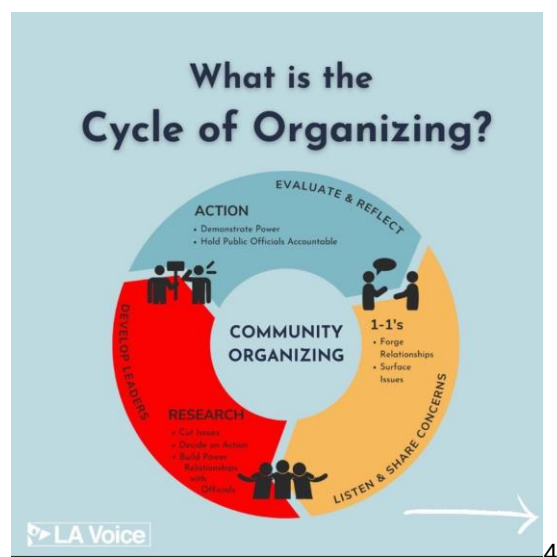 What is the
Cycle of Organizing?
EVALUATE & REFLECT
ACTION
• Demonstrate Power
• Hold Public Officials Accountable
COMMUNITY
ORGANIZING
1-1's
• Forge
Relationships
• Surface
Issues
LISTEN & SHARE CONCERNS
DEVELOP LEADERS
RESEARCH
• Cut Issues
• Decide on Action
• Build Power
Relationships
with
Officials
LA Voice
4